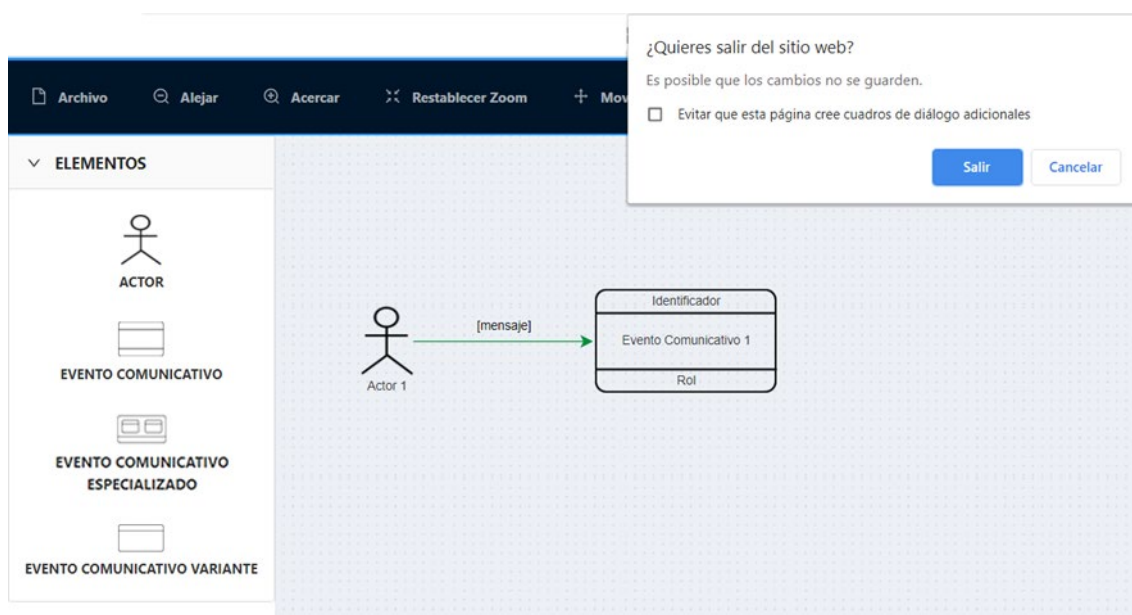 ¿Quieres salir del sitio web?
Es posible que los cambios no se guarden.
Evitar que esta página cree cuadros de diálogo adicionales
Salir
Cancelar
Archivo
Alejar
Acercar
Restablecer Zoom
ELEMENTOS
ACTOR
EVENTO COMUNICATIVO
EVENTO COMUNICATIVO
ESPECIALIZADO
EVENTO COMUNICATIVO VARIANTE
Actor 1
[mensaje]
Identificador
Evento Comunicativo 1
Rol